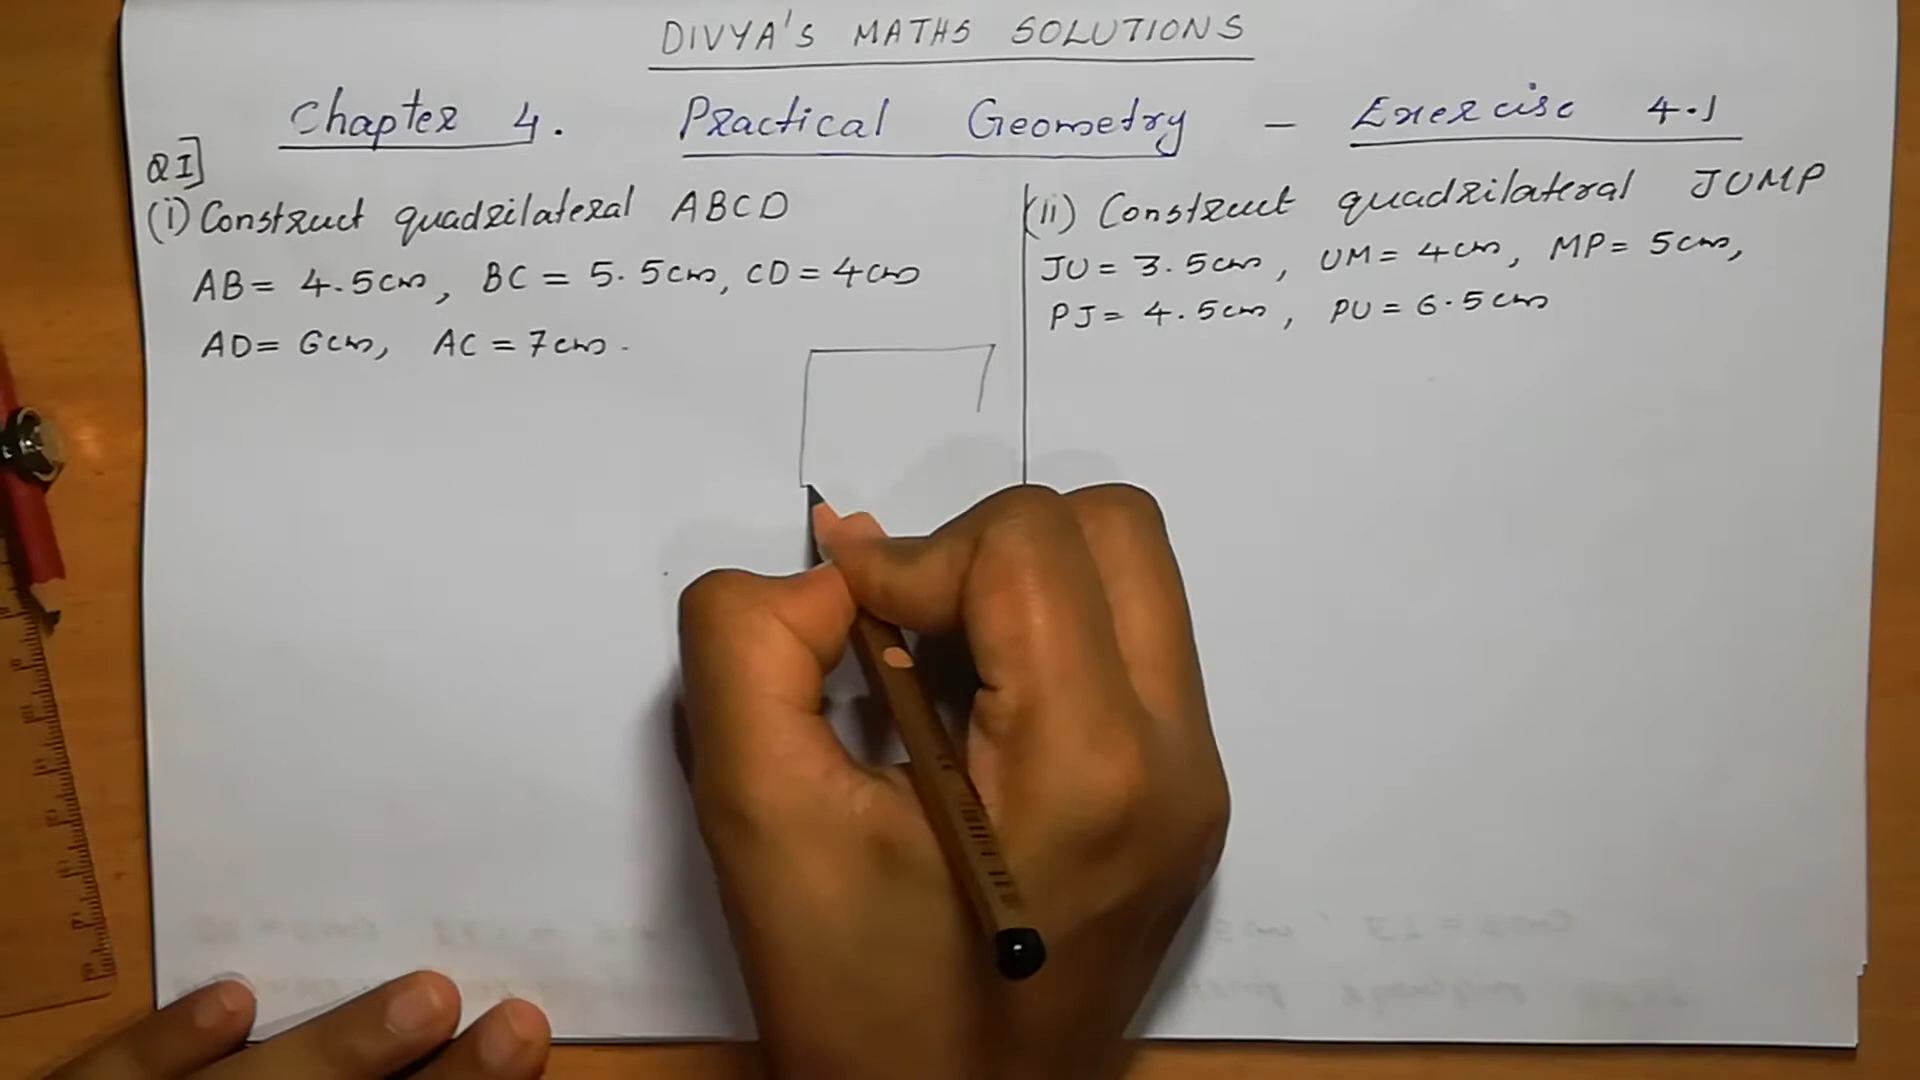 DIVYA'S MATHS SOLUTIONS
Chapter 4. Practical Geometry - Exercise 4.1
Q I]
(i) Construct quadrilateral ABCD
AB = 4.5cm, BC = 5.5cm, CD = 4cm
AD = 6cm, AC = 7cm.
(ii) Construct quadrilateral JUMP
JU = 3.5cm, UM = 4cm, MP = 5cm,
PJ = 4.5cm, PU = 6.5cm